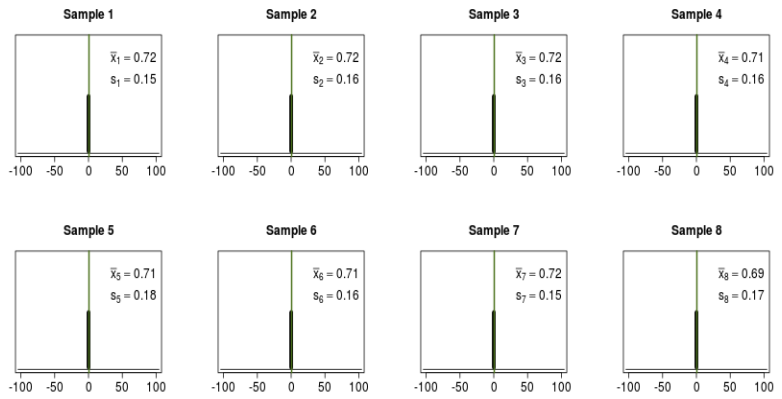 Sample 1 Sample 2 Sample 3 Sample 4
x̅₁ = 0.72 x̅₂ = 0.72 x̅₃ = 0.72 x̅₄ = 0.71
s₁ = 0.15 s₂ = 0.16 s₃ = 0.16 s₄ = 0.16
-100 -50 0 50 100 -100 -50 0 50 100 -100 -50 0 50 100 -100 -50 0 50 100
Sample 5 Sample 6 Sample 7 Sample 8
x̅₅ = 0.71 x̅₆ = 0.71 x̅₇ = 0.72 x̅₈ = 0.69
s₅ = 0.18 s₆ = 0.16 s₇ = 0.15 s₈ = 0.17
-100 -50 0 50 100 -100 -50 0 50 100 -100 -50 0 50 100 -100 -50 0 50 100